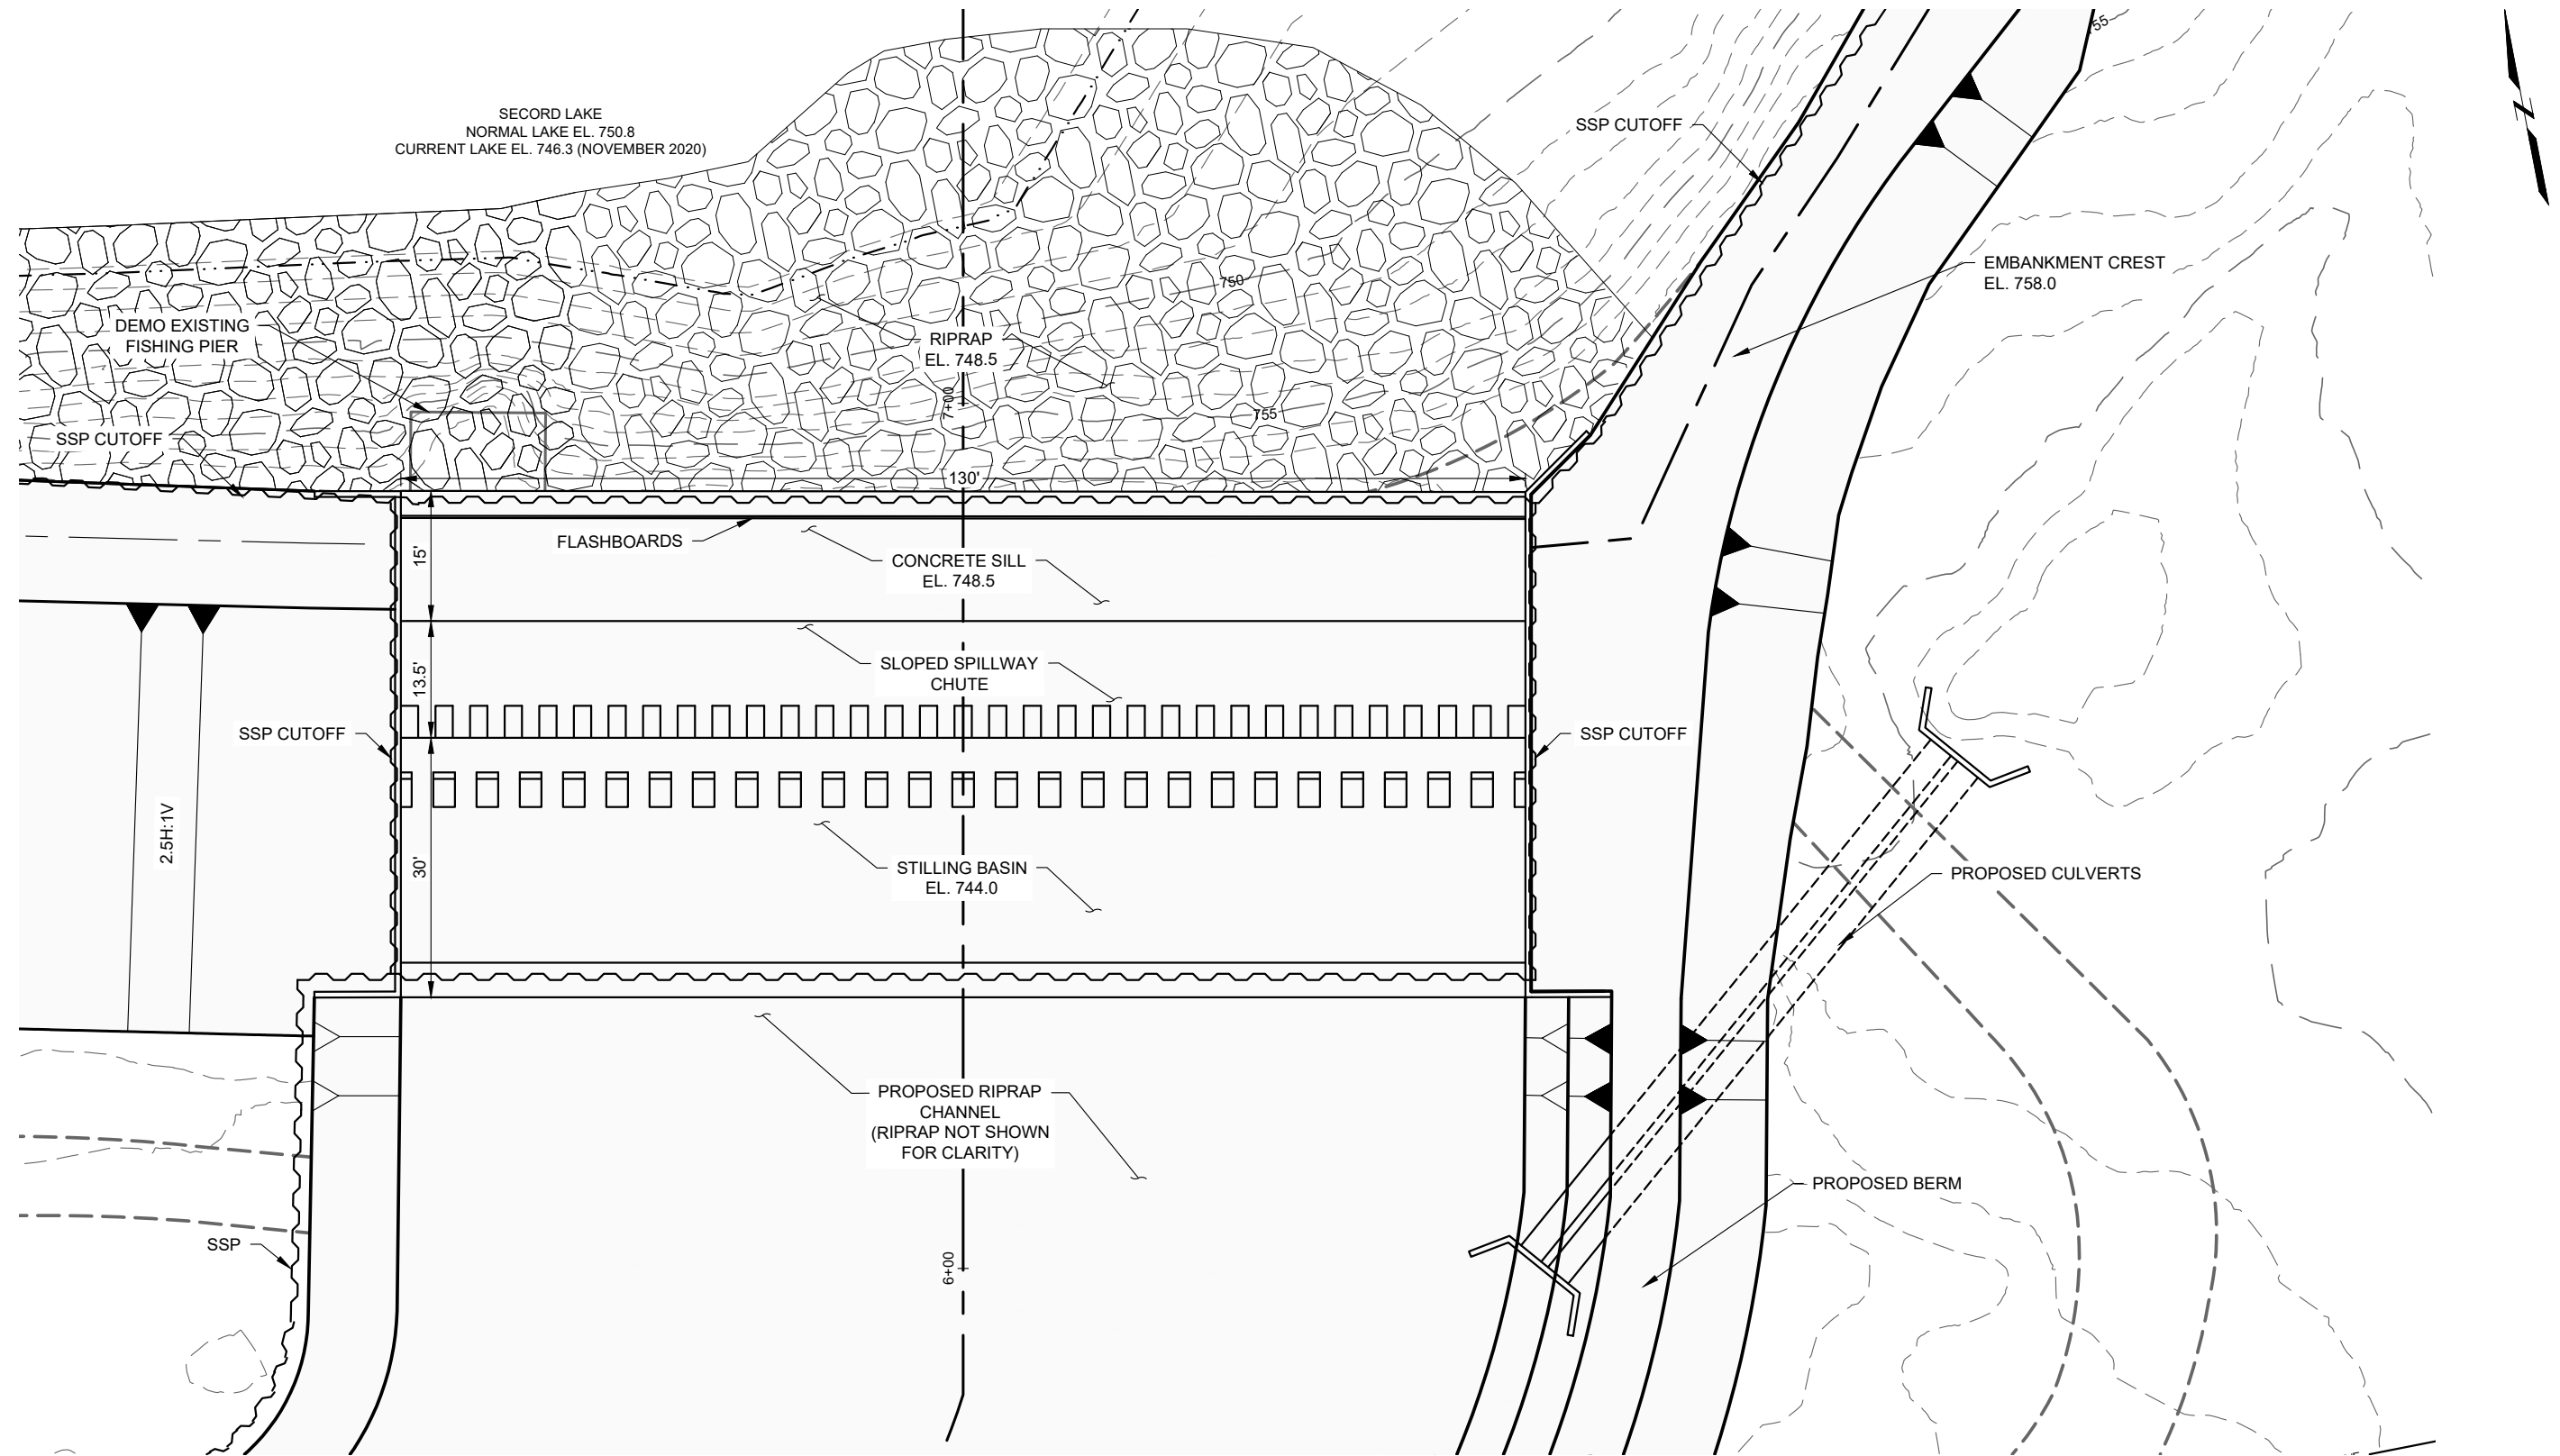 SECORD LAKE
NORMAL LAKE EL. 750.8
CURRENT LAKE EL. 746.3 (NOVEMBER 2020)
SSP CUTOFF
N
EMBANKMENT CREST
EL. 758.0
750
DEMO EXISTING
FISHING PIER
RIPRAP
EL. 748.5
7+00
755
SSP CUTOFF
130'
FLASHBOARDS
15'
CONCRETE SILL
EL. 748.5
SLOPED SPILLWAY
CHUTE
13.5'
SSP CUTOFF
SSP CUTOFF
2.5H:1V
30'
STILLING BASIN
EL. 744.0
PROPOSED CULVERTS
PROPOSED RIPRAP
CHANNEL
(RIPRAP NOT SHOWN
FOR CLARITY)
PROPOSED BERM
SSP
6+00